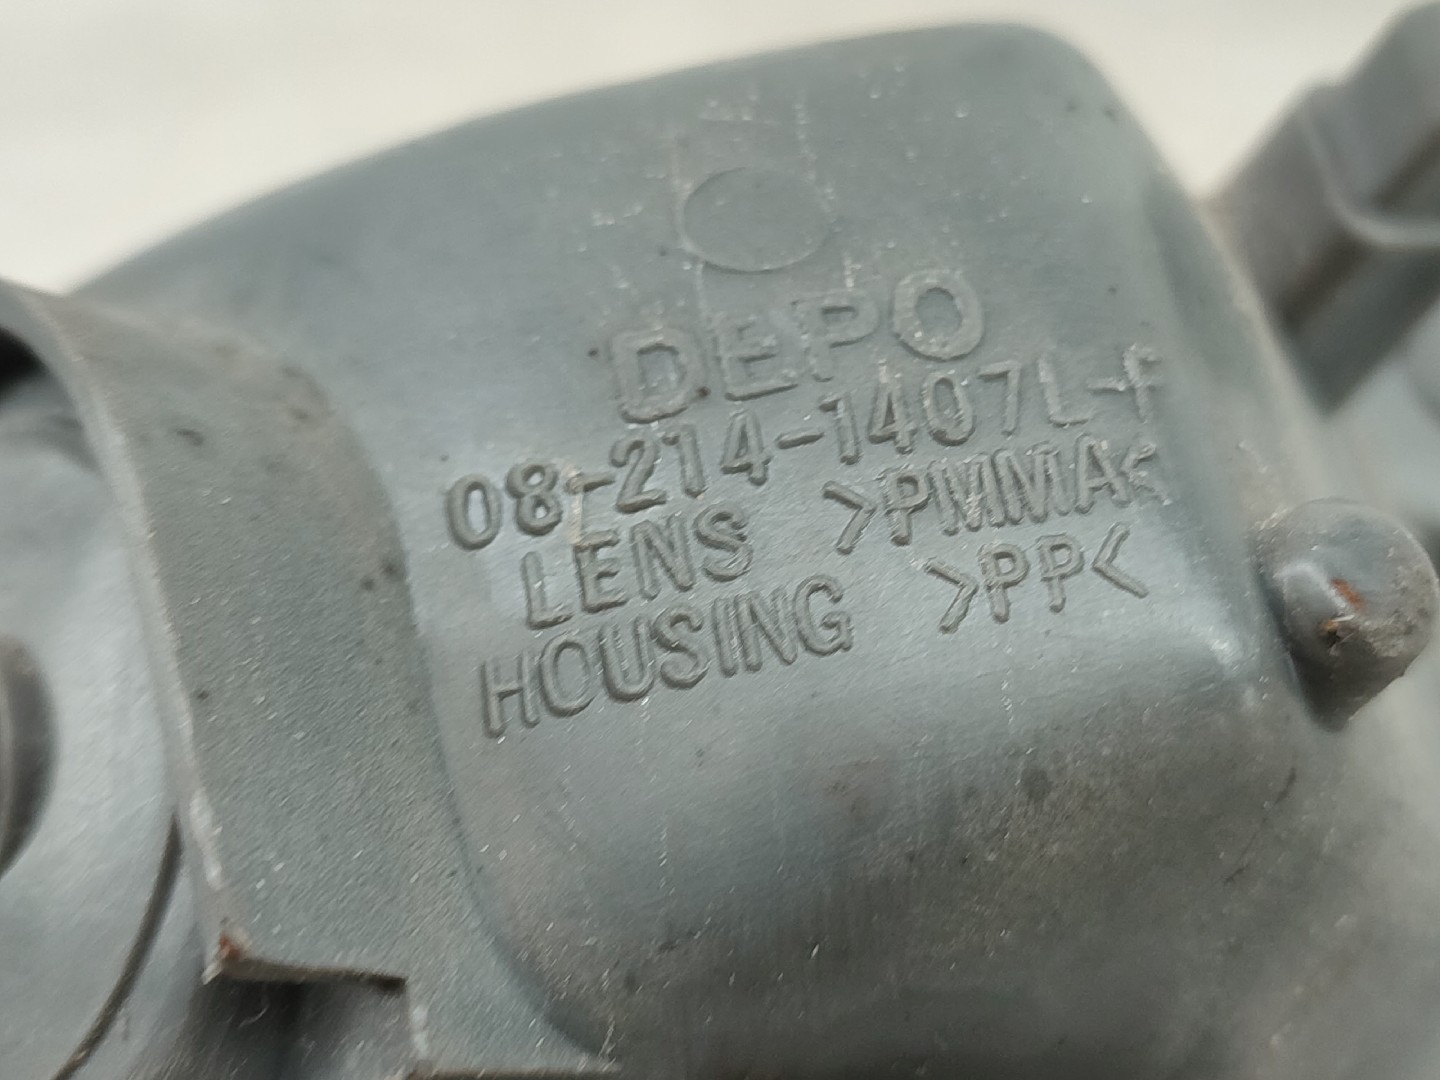 DEPO
08-214-1407L-F
LENS >PMMA<
HOUSING >PP<